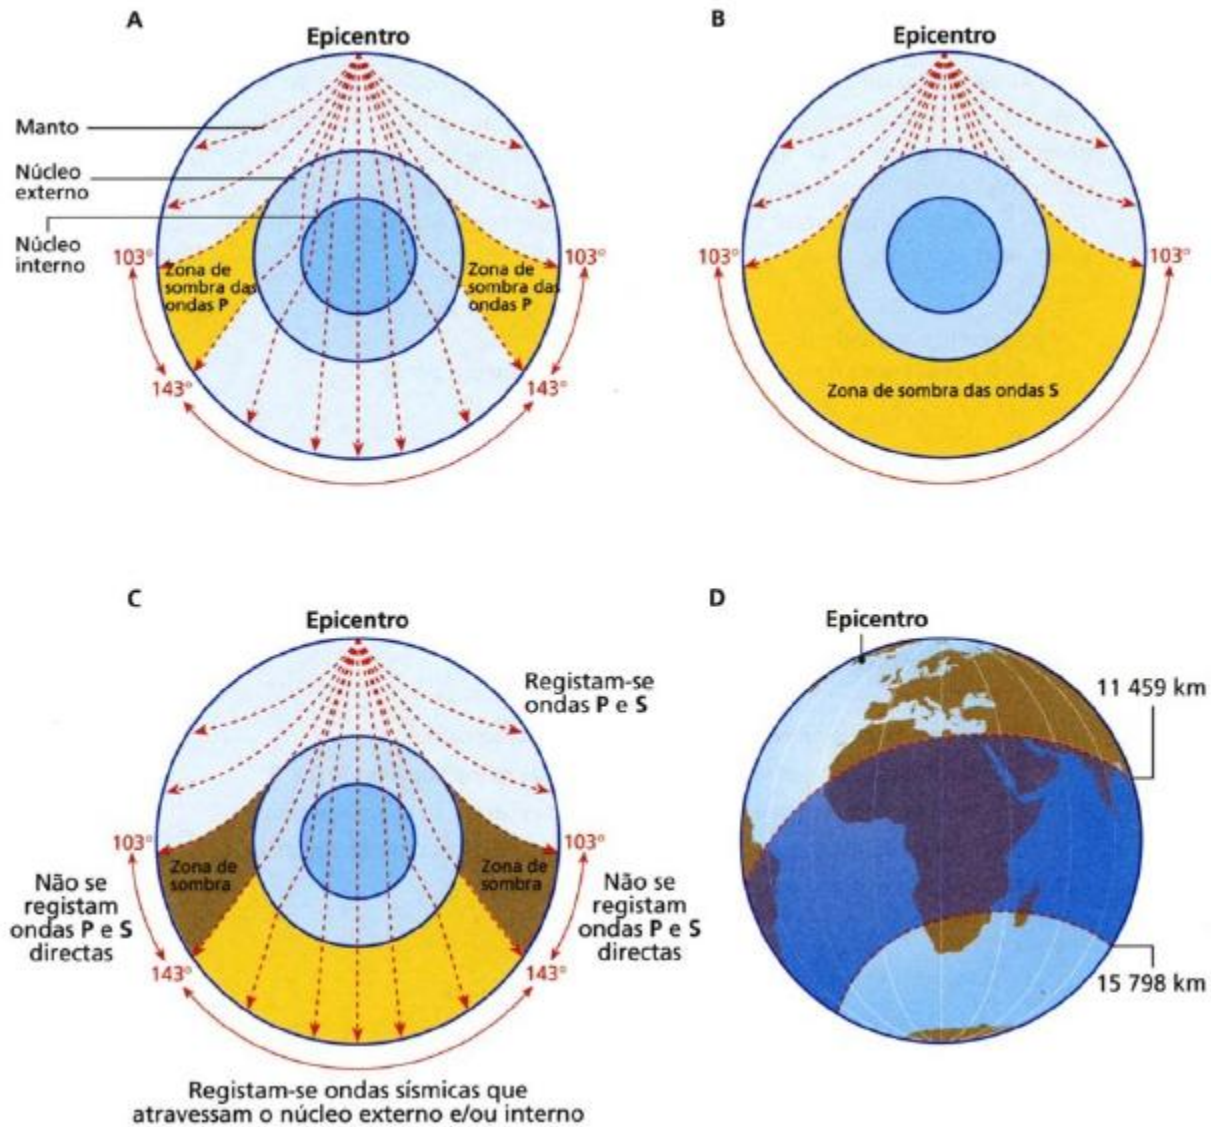 A
Epicentro
Manto
Núcleo
externo
Núcleo
interno
103°
Zona de
sombra das
ondas P
Zona de
sombra das
ondas P
103°
143°
143°
B
Epicentro
103°
103°
Zona de sombra das ondas S
C
Epicentro
Registam-se
ondas P e S
103°
Zona de
sombra
Zona de
sombra
103°
Não se
registam
ondas P e S
directas
Não se
registam
ondas P e S
directas
143°
143°
Registam-se ondas sísmicas que
atravessam o núcleo externo e/ou interno
D
Epicentro
11 459 km
15 798 km